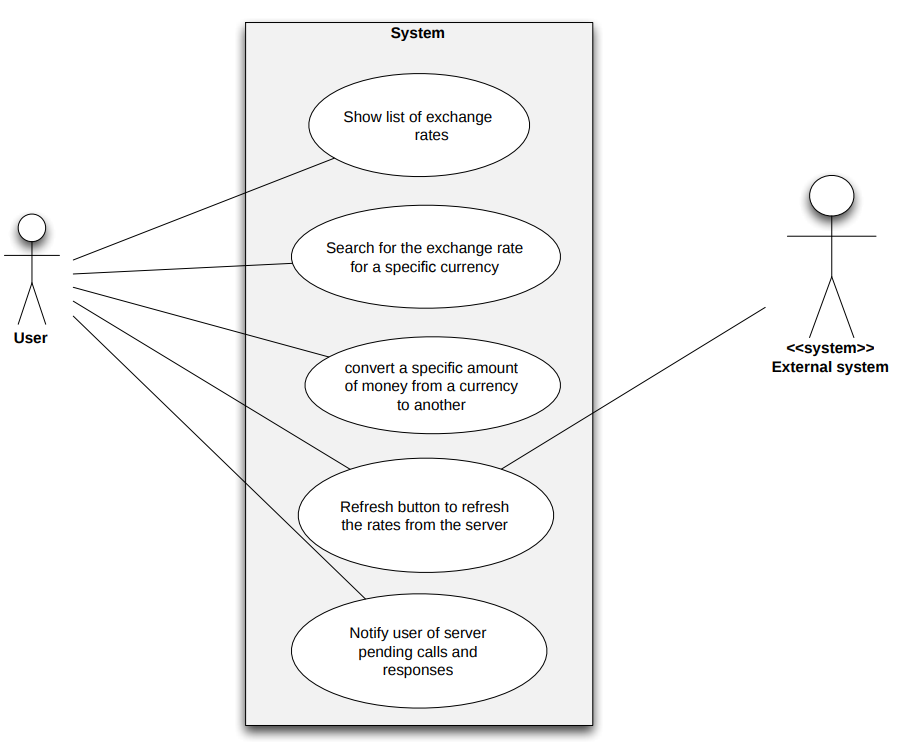 System
Show list of exchange
rates
Search for the exchange rate
for a specific currency
convert a specific amount
of money from a currency
to another
Refresh button to refresh
the rates from the server
Notify user of server
pending calls and
responses
User
<<system>>
External system